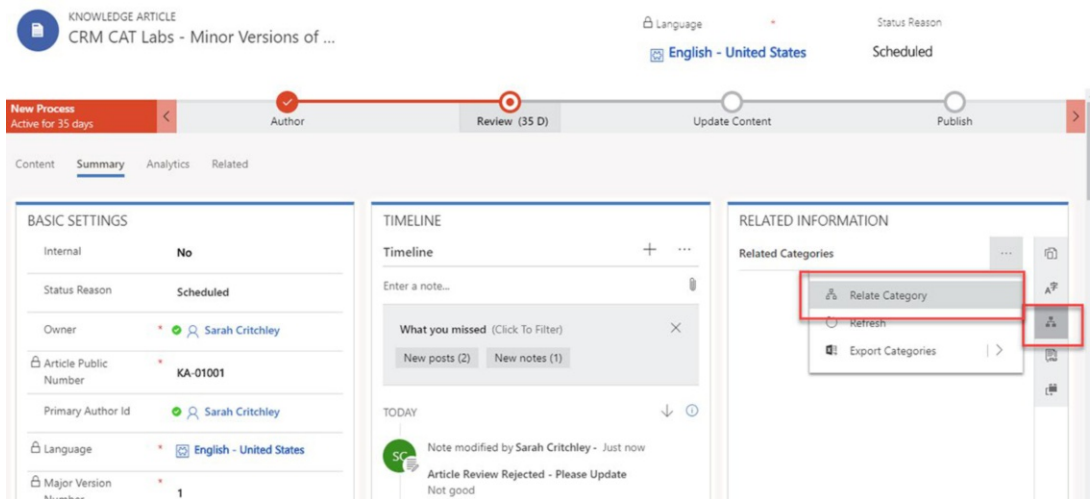 KNOWLEDGE ARTICLE
CRM CAT Labs - Minor Versions of ...
Language *
English - United States
Status Reason
Scheduled
New Process
Active for 35 days
Author
Review (35 D)
Update Content
Publish
Content Summary Analytics Related
BASIC SETTINGS
Internal No
Status Reason Scheduled
Owner * Sarah Critchley
Article Public * KA-01001
Number
Primary Author Id Sarah Critchley
Language * English - United States
Major Version * 1
Number
TIMELINE
Timeline + ...
Enter a note...
What you missed (Click To Filter)
New posts (2) New notes (1)
TODAY
SC
Note modified by Sarah Critchley - Just now
Article Review Rejected - Please Update
Not good
RELATED INFORMATION
Related Categories ...
Relate Category
Refresh
Export Categories